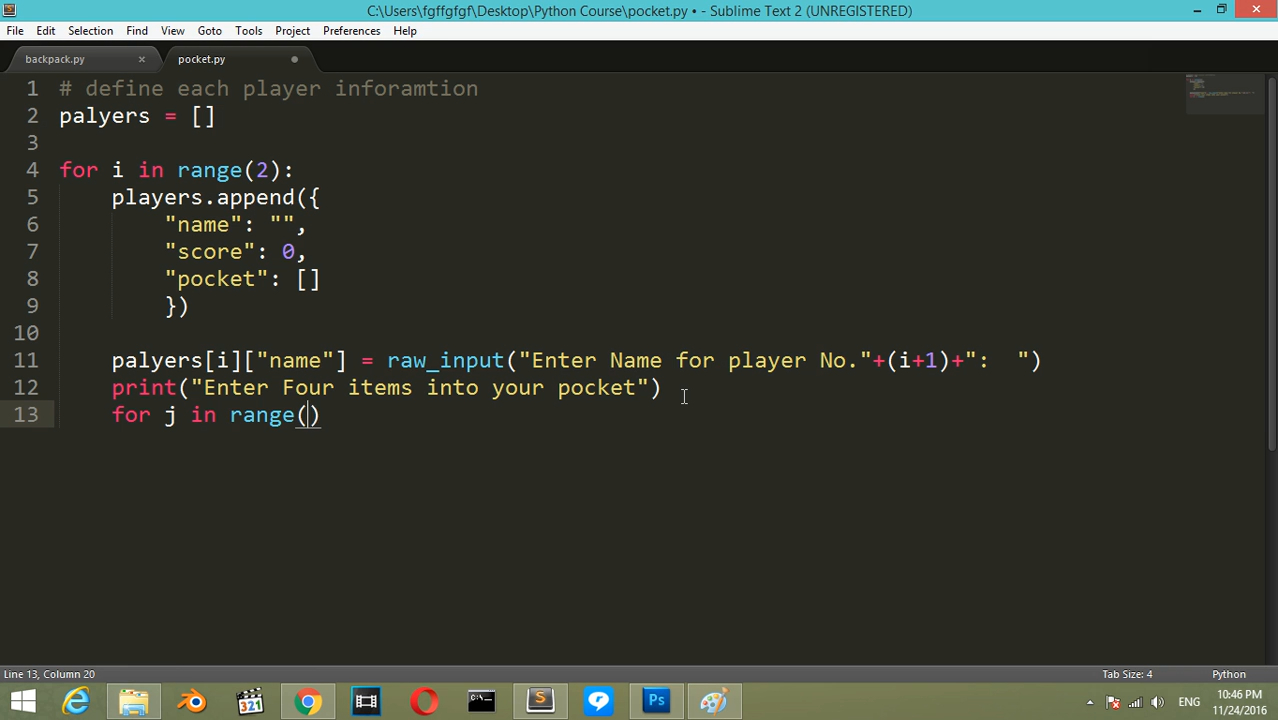 C:\Users\fgffgfgf\Desktop\Python Course\pocket.py • - Sublime Text 2 (UNREGISTERED)
File Edit Selection Find View Goto Tools Project Preferences Help
backpack.py × pocket.py
1 # define each player inforamtion
2 palyers = []
3
4 for i in range(2):
5     players.append({
6         "name": "",
7         "score": 0,
8         "pocket": []
9         })
10
11     palyers[i]["name"] = raw_input("Enter Name for player No."+(i+1)+":  ")
12     print("Enter Four items into your pocket")
13     for j in range()
Line 13, Column 20 Tab Size: 4 Python
321 C:\ S Ps ENG 10:46 PM
11/24/2016